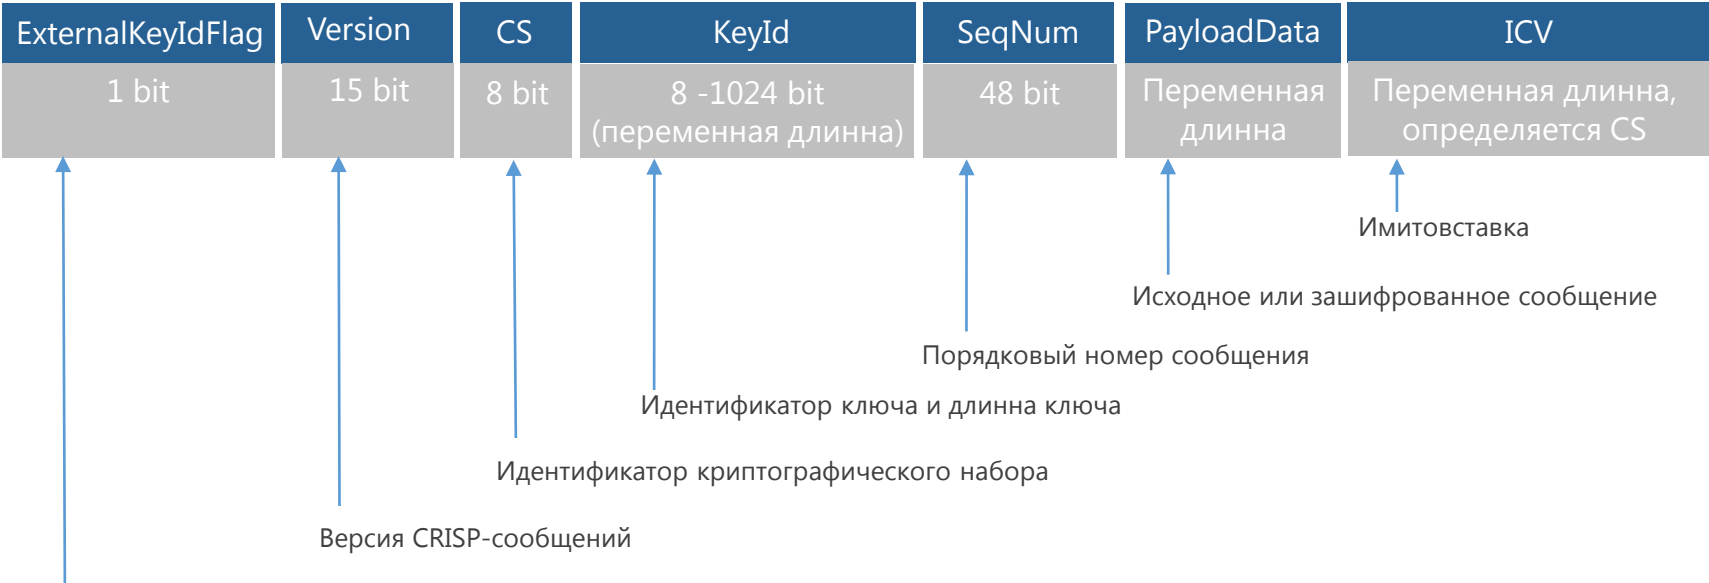 ExternalKeyIdFlag Version CS KeyId SeqNum PayloadData ICV
1 bit 15 bit 8 bit 8 -1024 bit 48 bit Переменная Переменная длинна,
(переменная длинна) длинна определяется CS
Имитовставка
Исходное или зашифрованное сообщение
Порядковый номер сообщения
Идентификатор ключа и длинна ключа
Идентификатор криптографического набора
Версия CRISP-сообщений